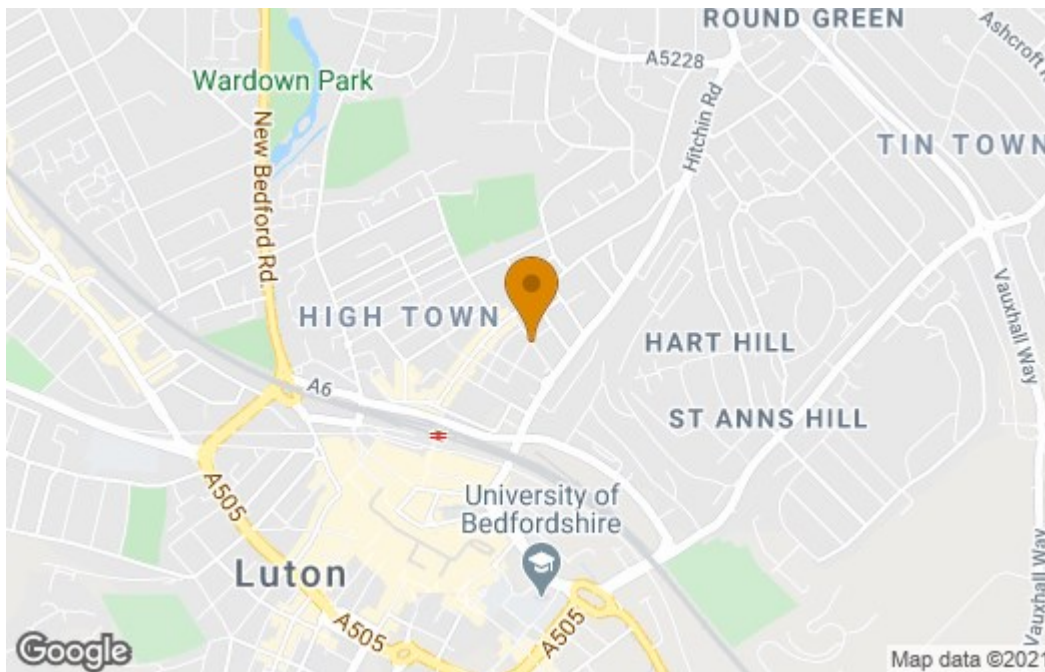 ROUND GREEN
Ashcroft
A5228
Wardown Park
Hitchin Rd
TIN TOWN
New Bedford Rd.
Vauxhall Way
HIGH TOWN
HART HILL
A6
ST ANNS HILL
A505
University of
Bedfordshire
Luton
Vauxhall Way
A505
A505
Google
Map data ©2021